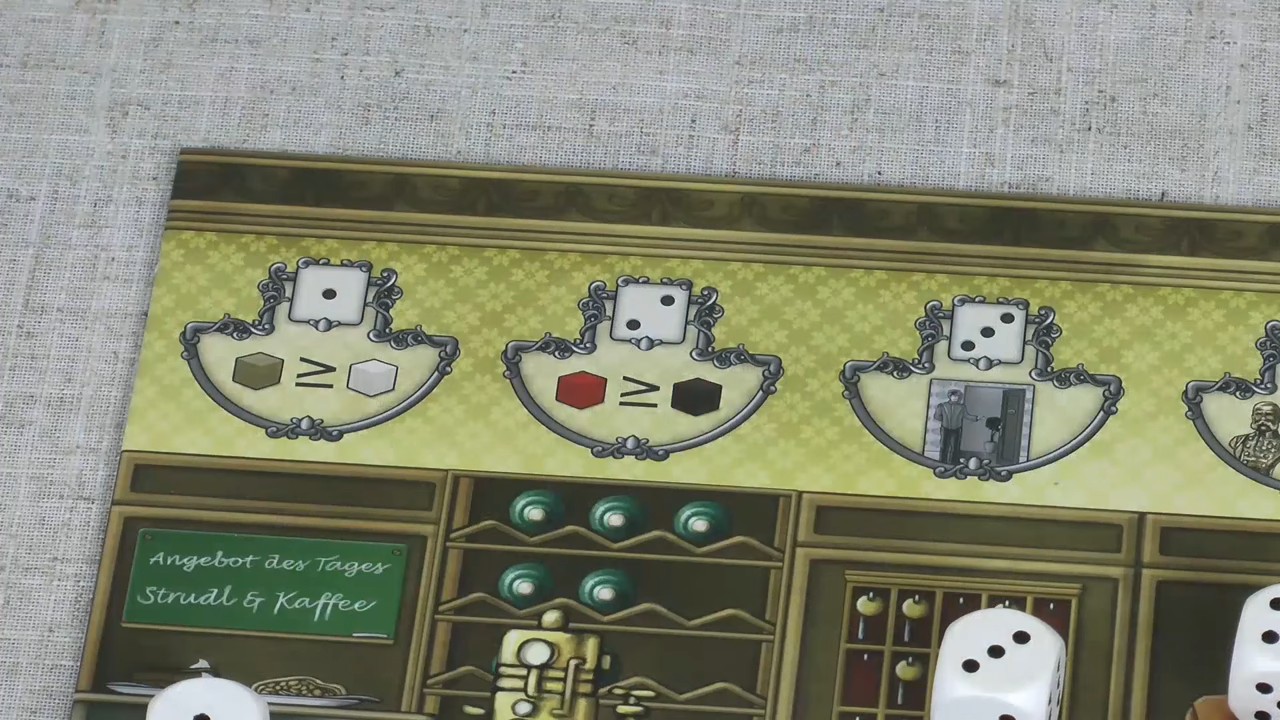 ≥
≥
Angebot des Tages
Strudl & Kaffee